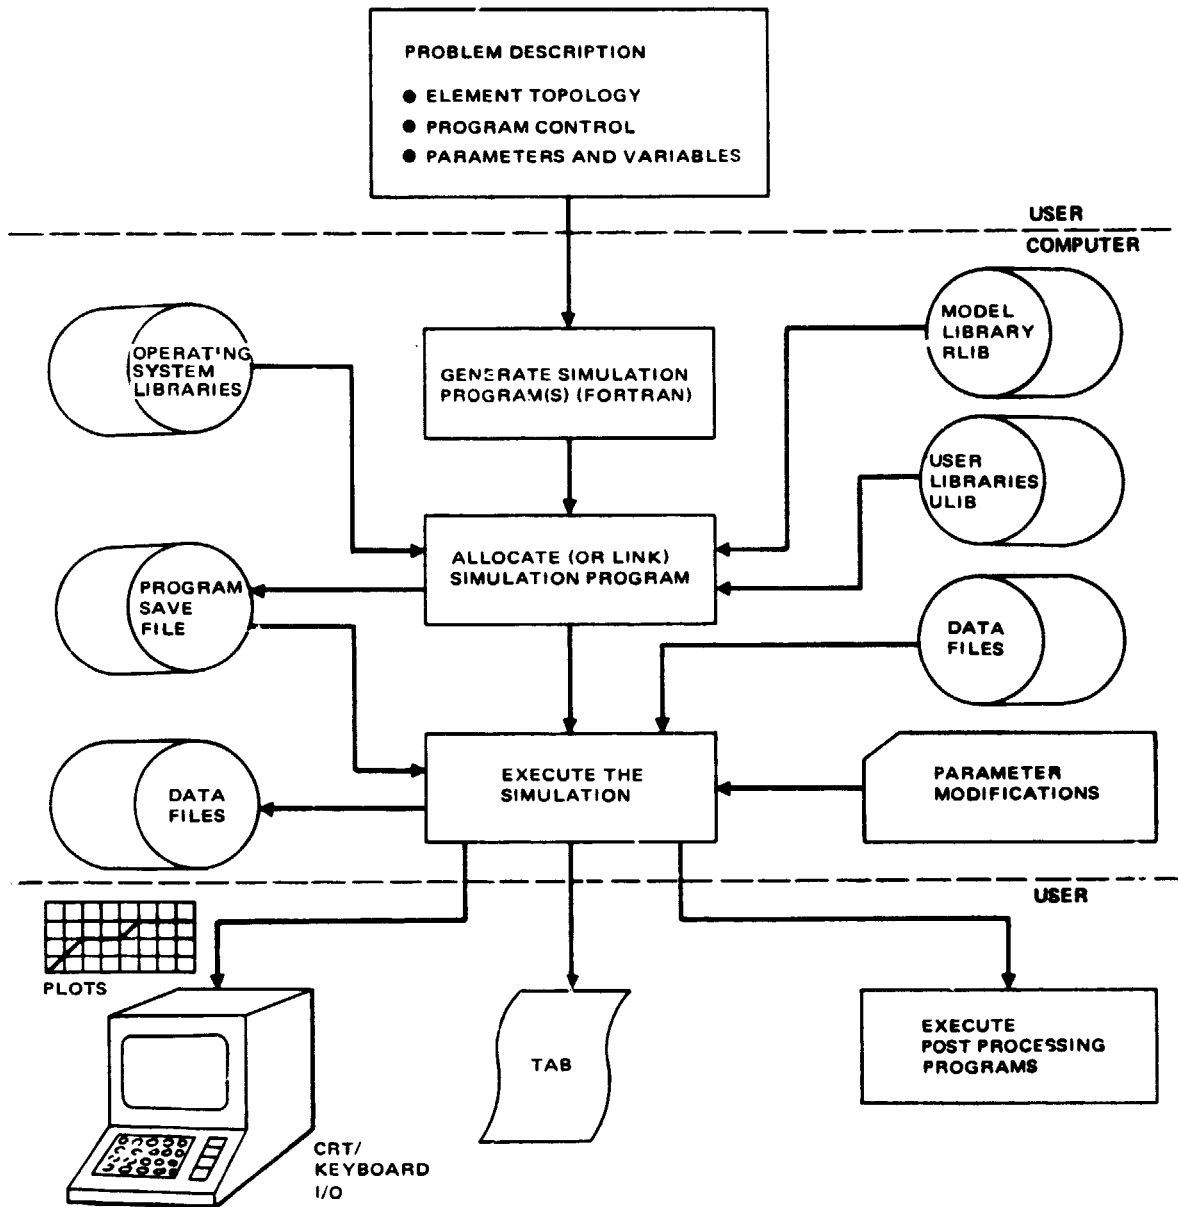 PROBLEM DESCRIPTION
● ELEMENT TOPOLOGY
● PROGRAM CONTROL
● PARAMETERS AND VARIABLES
USER
COMPUTER
OPERATING
SYSTEM
LIBRARIES
GENERATE SIMULATION
PROGRAM(S) (FORTRAN)
MODEL
LIBRARY
RLIB
USER
LIBRARIES
ULIB
ALLOCATE (OR LINK)
SIMULATION PROGRAM
PROGRAM
SAVE
FILE
DATA
FILES
EXECUTE THE
SIMULATION
PARAMETER
MODIFICATIONS
DATA
FILES
USER
PLOTS
CRT/
KEYBOARD
I/O
TAB
EXECUTE
POST PROCESSING
PROGRAMS